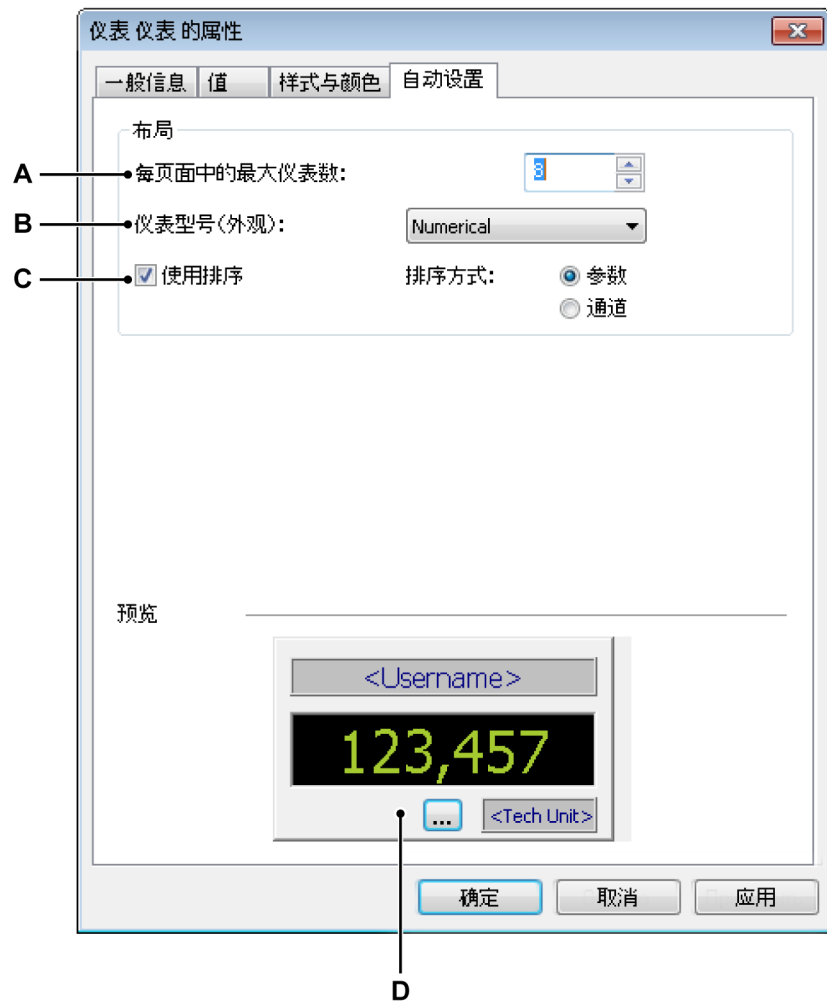 仪表 仪表 的属性
一般信息 值 样式与颜色 自动设置
布局
A 每页面中的最大仪表数: 8
B 仪表型号(外观): Numerical
C 使用排序 排序方式: 参数
通道
预览
<Username>
123,457
... <Tech Unit>
确定 取消 应用
D